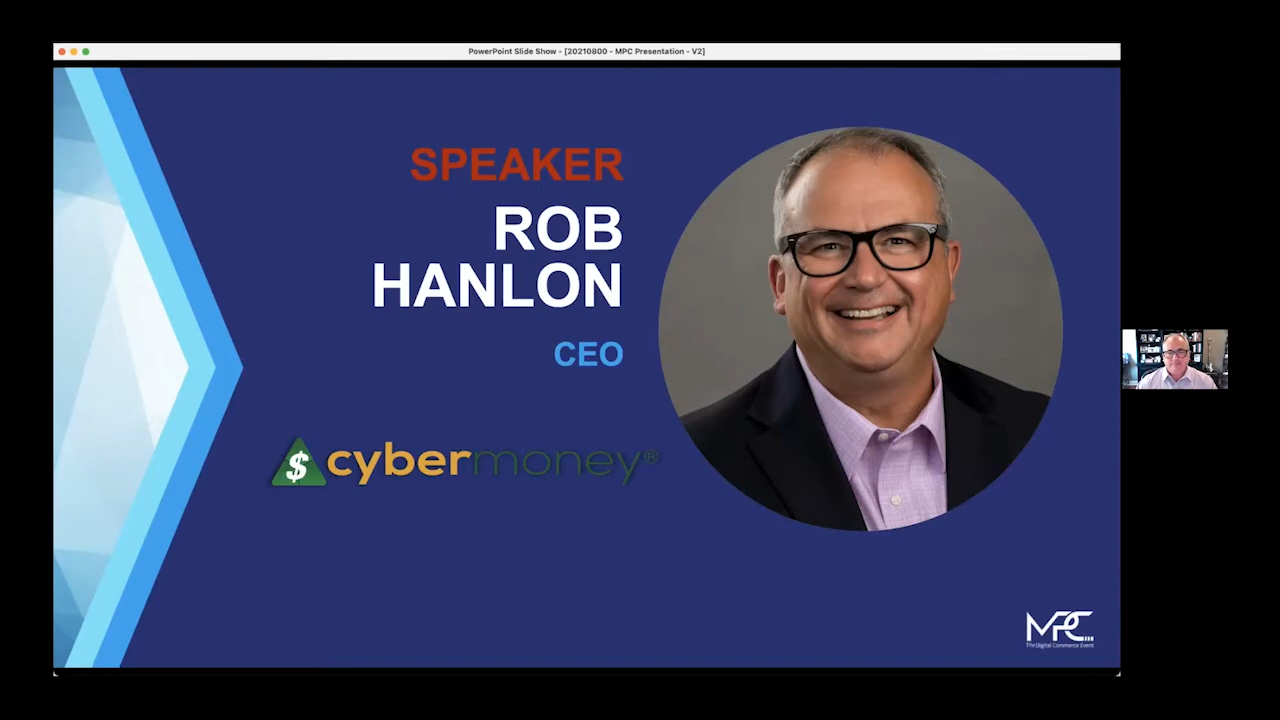 PowerPoint Slide Show - [20210800 - MPC Presentation - V2]
SPEAKER
ROB
HANLON
CEO
$ cybermoney®
MPC
The Digital Commerce Event